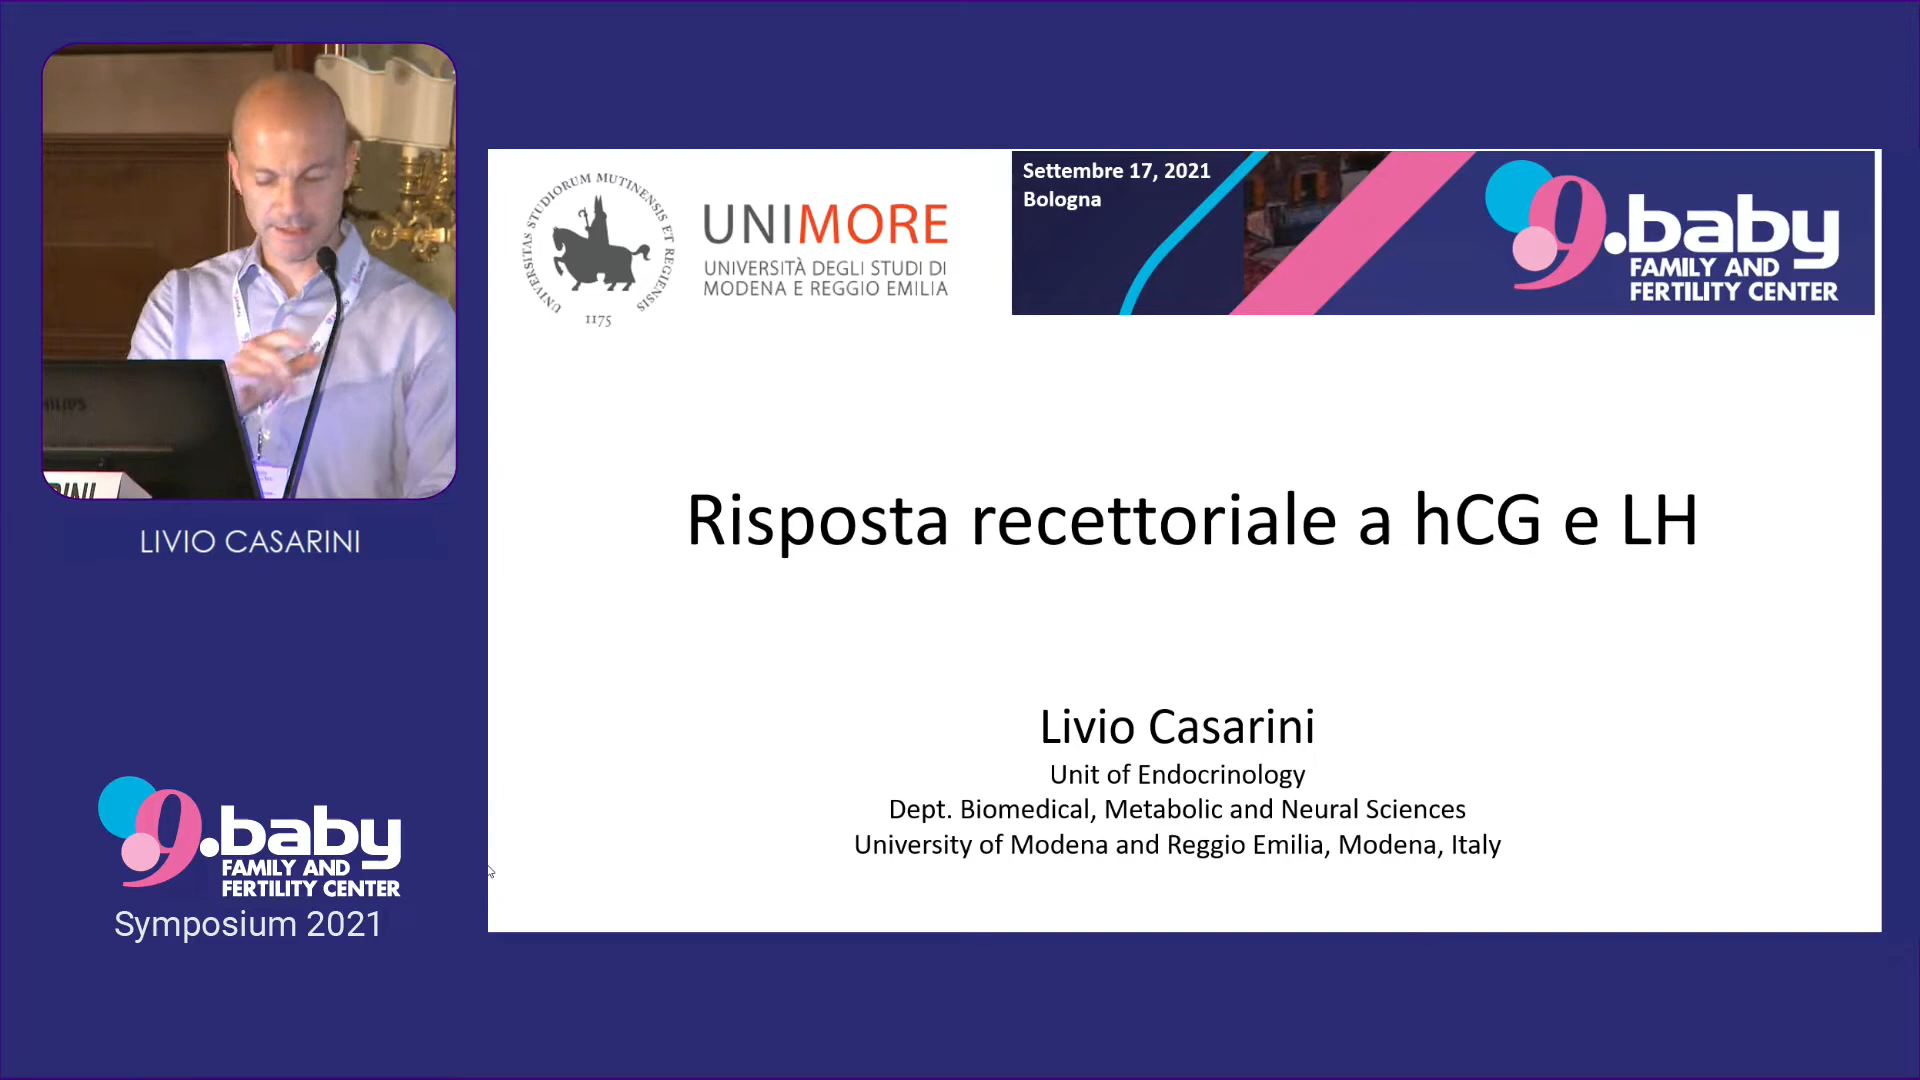 LIVIO CASARINI
9.baby
FAMILY AND
FERTILITY CENTER
Symposium 2021
UNIVERSITAS STUDIORUM MUTINENSIS ET REGIENSIS
1175
UNIMORE
UNIVERSITÀ DEGLI STUDI DI
MODENA E REGGIO EMILIA
Settembre 17, 2021
Bologna
9.baby
FAMILY AND
FERTILITY CENTER
Risposta recettoriale a hCG e LH
Livio Casarini
Unit of Endocrinology
Dept. Biomedical, Metabolic and Neural Sciences
University of Modena and Reggio Emilia, Modena, Italy